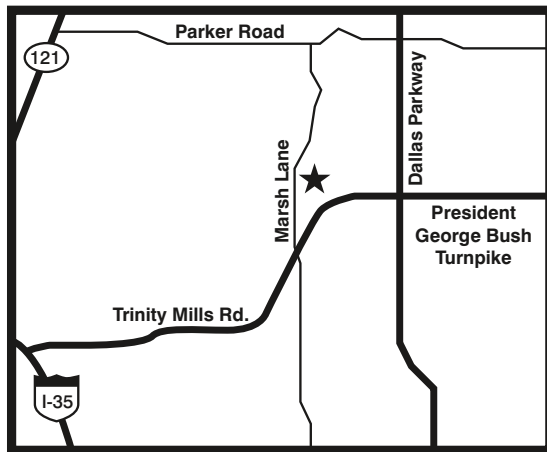 Parker Road
121
Dallas Parkway
Marsh Lane
President
George Bush
Turnpike
Trinity Mills Rd.
I-35